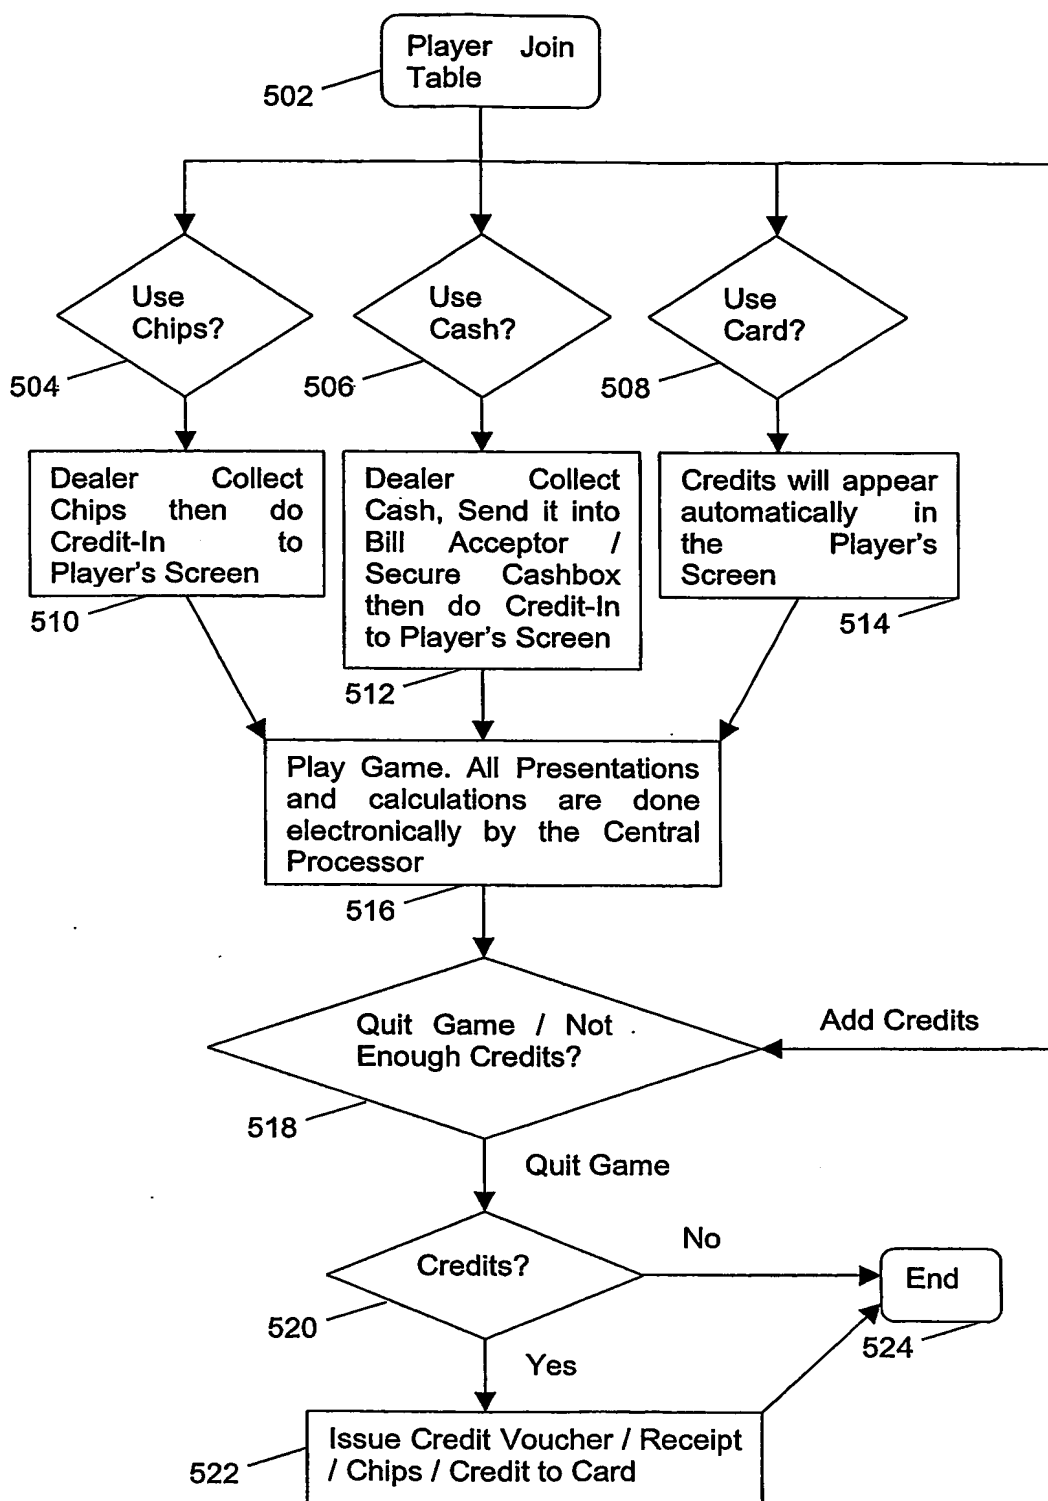 Player Join
Table
502
Use
Chips?
504
Use
Cash?
506
Use
Card?
508
Dealer Collect
Chips then do
Credit-In to
Player's Screen
510
Dealer Collect
Cash, Send it into
Bill Acceptor /
Secure Cashbox
then do Credit-In
to Player's Screen
512
Credits will appear
automatically in
the Player's
Screen
514
Play Game. All Presentations
and calculations are done
electronically by the Central
Processor
516
Quit Game / Not
Enough Credits?
518
Add Credits
Quit Game
Credits?
520
No
End
524
Yes
Issue Credit Voucher / Receipt
/ Chips / Credit to Card
522